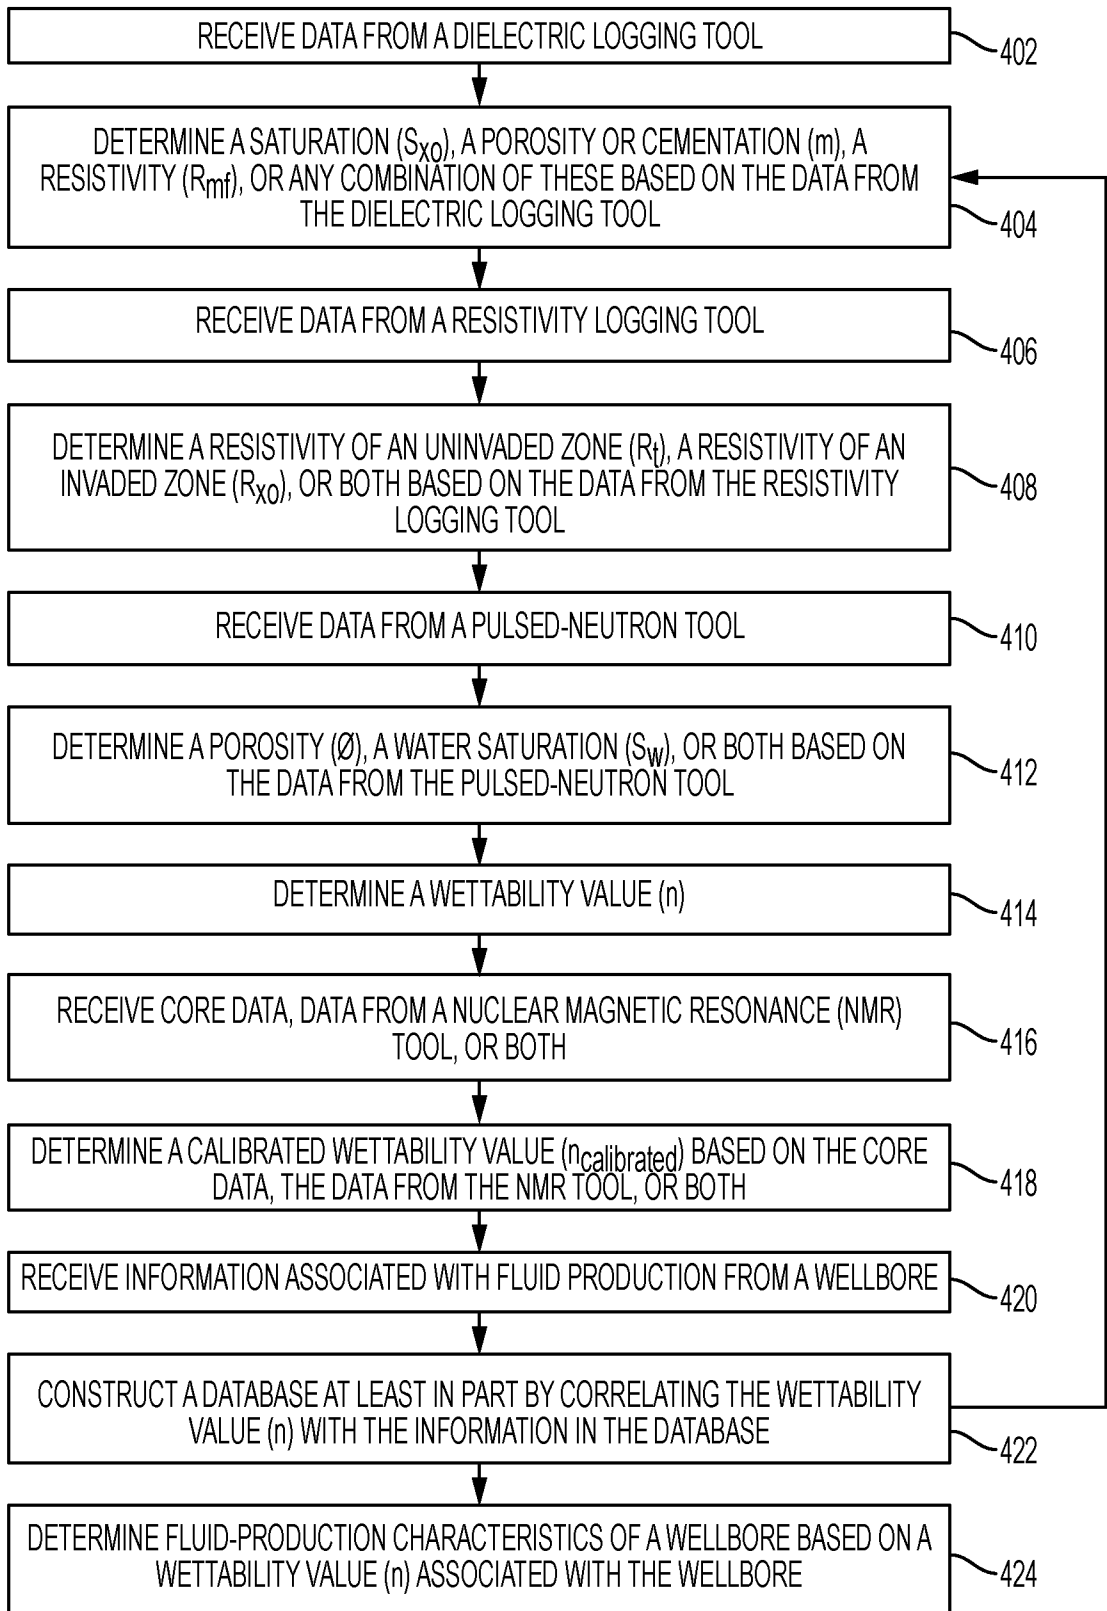 RECEIVE DATA FROM A DIELECTRIC LOGGING TOOL
402
DETERMINE A SATURATION (Sxo), A POROSITY OR CEMENTATION (m), A
RESISTIVITY (Rmf), OR ANY COMBINATION OF THESE BASED ON THE DATA FROM
THE DIELECTRIC LOGGING TOOL
404
RECEIVE DATA FROM A RESISTIVITY LOGGING TOOL
406
DETERMINE A RESISTIVITY OF AN UNINVADED ZONE (Rt), A RESISTIVITY OF AN
INVADED ZONE (Rxo), OR BOTH BASED ON THE DATA FROM THE RESISTIVITY
LOGGING TOOL
408
RECEIVE DATA FROM A PULSED-NEUTRON TOOL
410
DETERMINE A POROSITY (Ø), A WATER SATURATION (Sw), OR BOTH BASED ON
THE DATA FROM THE PULSED-NEUTRON TOOL
412
DETERMINE A WETTABILITY VALUE (n)
414
RECEIVE CORE DATA, DATA FROM A NUCLEAR MAGNETIC RESONANCE (NMR)
TOOL, OR BOTH
416
DETERMINE A CALIBRATED WETTABILITY VALUE (ncalibrated) BASED ON THE CORE
DATA, THE DATA FROM THE NMR TOOL, OR BOTH
418
RECEIVE INFORMATION ASSOCIATED WITH FLUID PRODUCTION FROM A WELLBORE
420
CONSTRUCT A DATABASE AT LEAST IN PART BY CORRELATING THE WETTABILITY
VALUE (n) WITH THE INFORMATION IN THE DATABASE
422
DETERMINE FLUID-PRODUCTION CHARACTERISTICS OF A WELLBORE BASED ON A
WETTABILITY VALUE (n) ASSOCIATED WITH THE WELLBORE
424